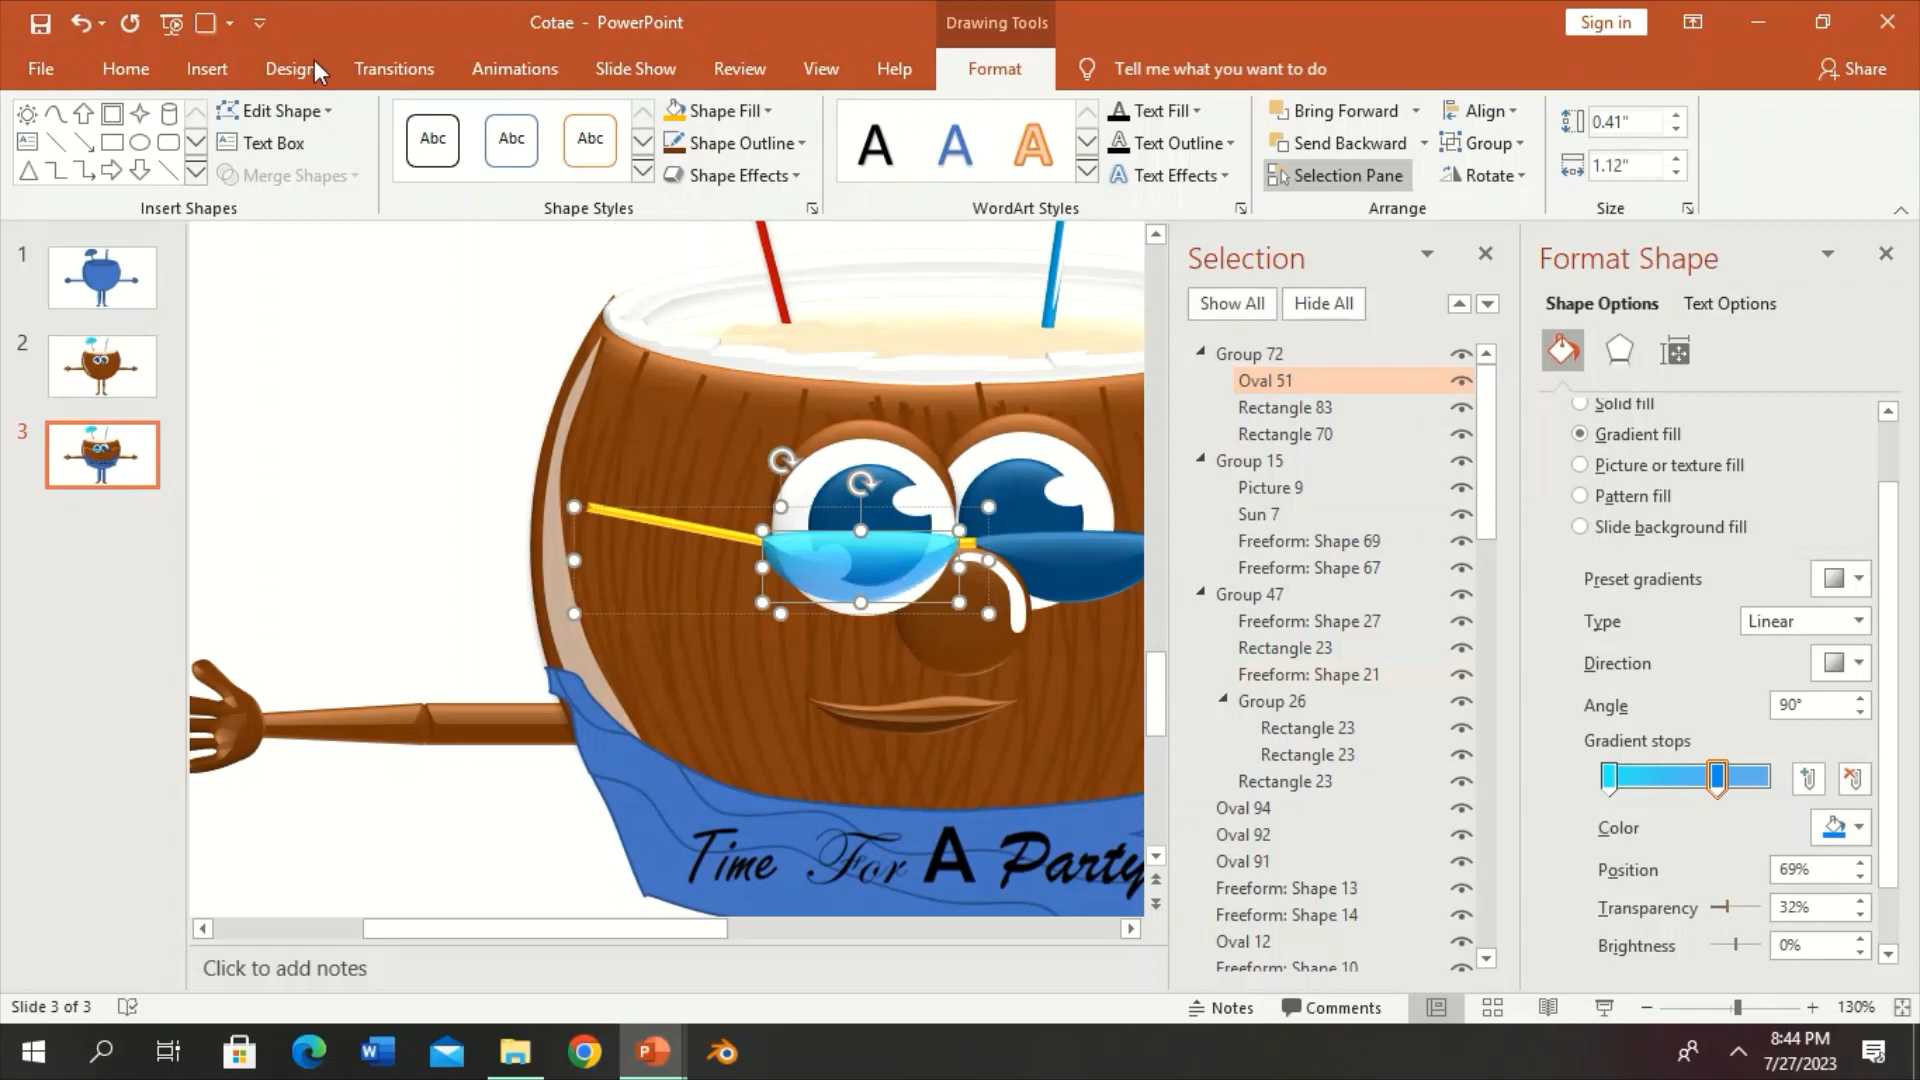 Cotae - PowerPoint
Drawing Tools
Sign in
File
Home
Insert
Design
Transitions
Animations
Slide Show
Review
View
Help
Format
Tell me what you want to do
Share
Edit Shape
Text Box
Merge Shapes
Insert Shapes
Abc
Abc
Abc
Shape Fill
Shape Outline
Shape Effects
Shape Styles
A
A
A
Text Fill
Text Outline
Text Effects
WordArt Styles
Bring Forward
Send Backward
Selection Pane
Align
Group
Rotate
Arrange
0.41"
1.12"
Size
1
2
3
Time For A Party
Selection
Show All
Hide All
Group 72
Oval 51
Rectangle 83
Rectangle 70
Group 15
Picture 9
Sun 7
Freeform: Shape 69
Freeform: Shape 67
Group 47
Freeform: Shape 27
Rectangle 23
Freeform: Shape 21
Group 26
Rectangle 23
Rectangle 23
Rectangle 23
Oval 94
Oval 92
Oval 91
Freeform: Shape 13
Freeform: Shape 14
Oval 12
Freeform: Shape 10
Format Shape
Shape Options
Text Options
Solid fill
Gradient fill
Picture or texture fill
Pattern fill
Slide background fill
Preset gradients
Type
Linear
Direction
Angle
90°
Gradient stops
Color
Position
69%
Transparency
32%
Brightness
0%
Click to add notes
Slide 3 of 3
Notes
Comments
130%
8:44 PM
7/27/2023